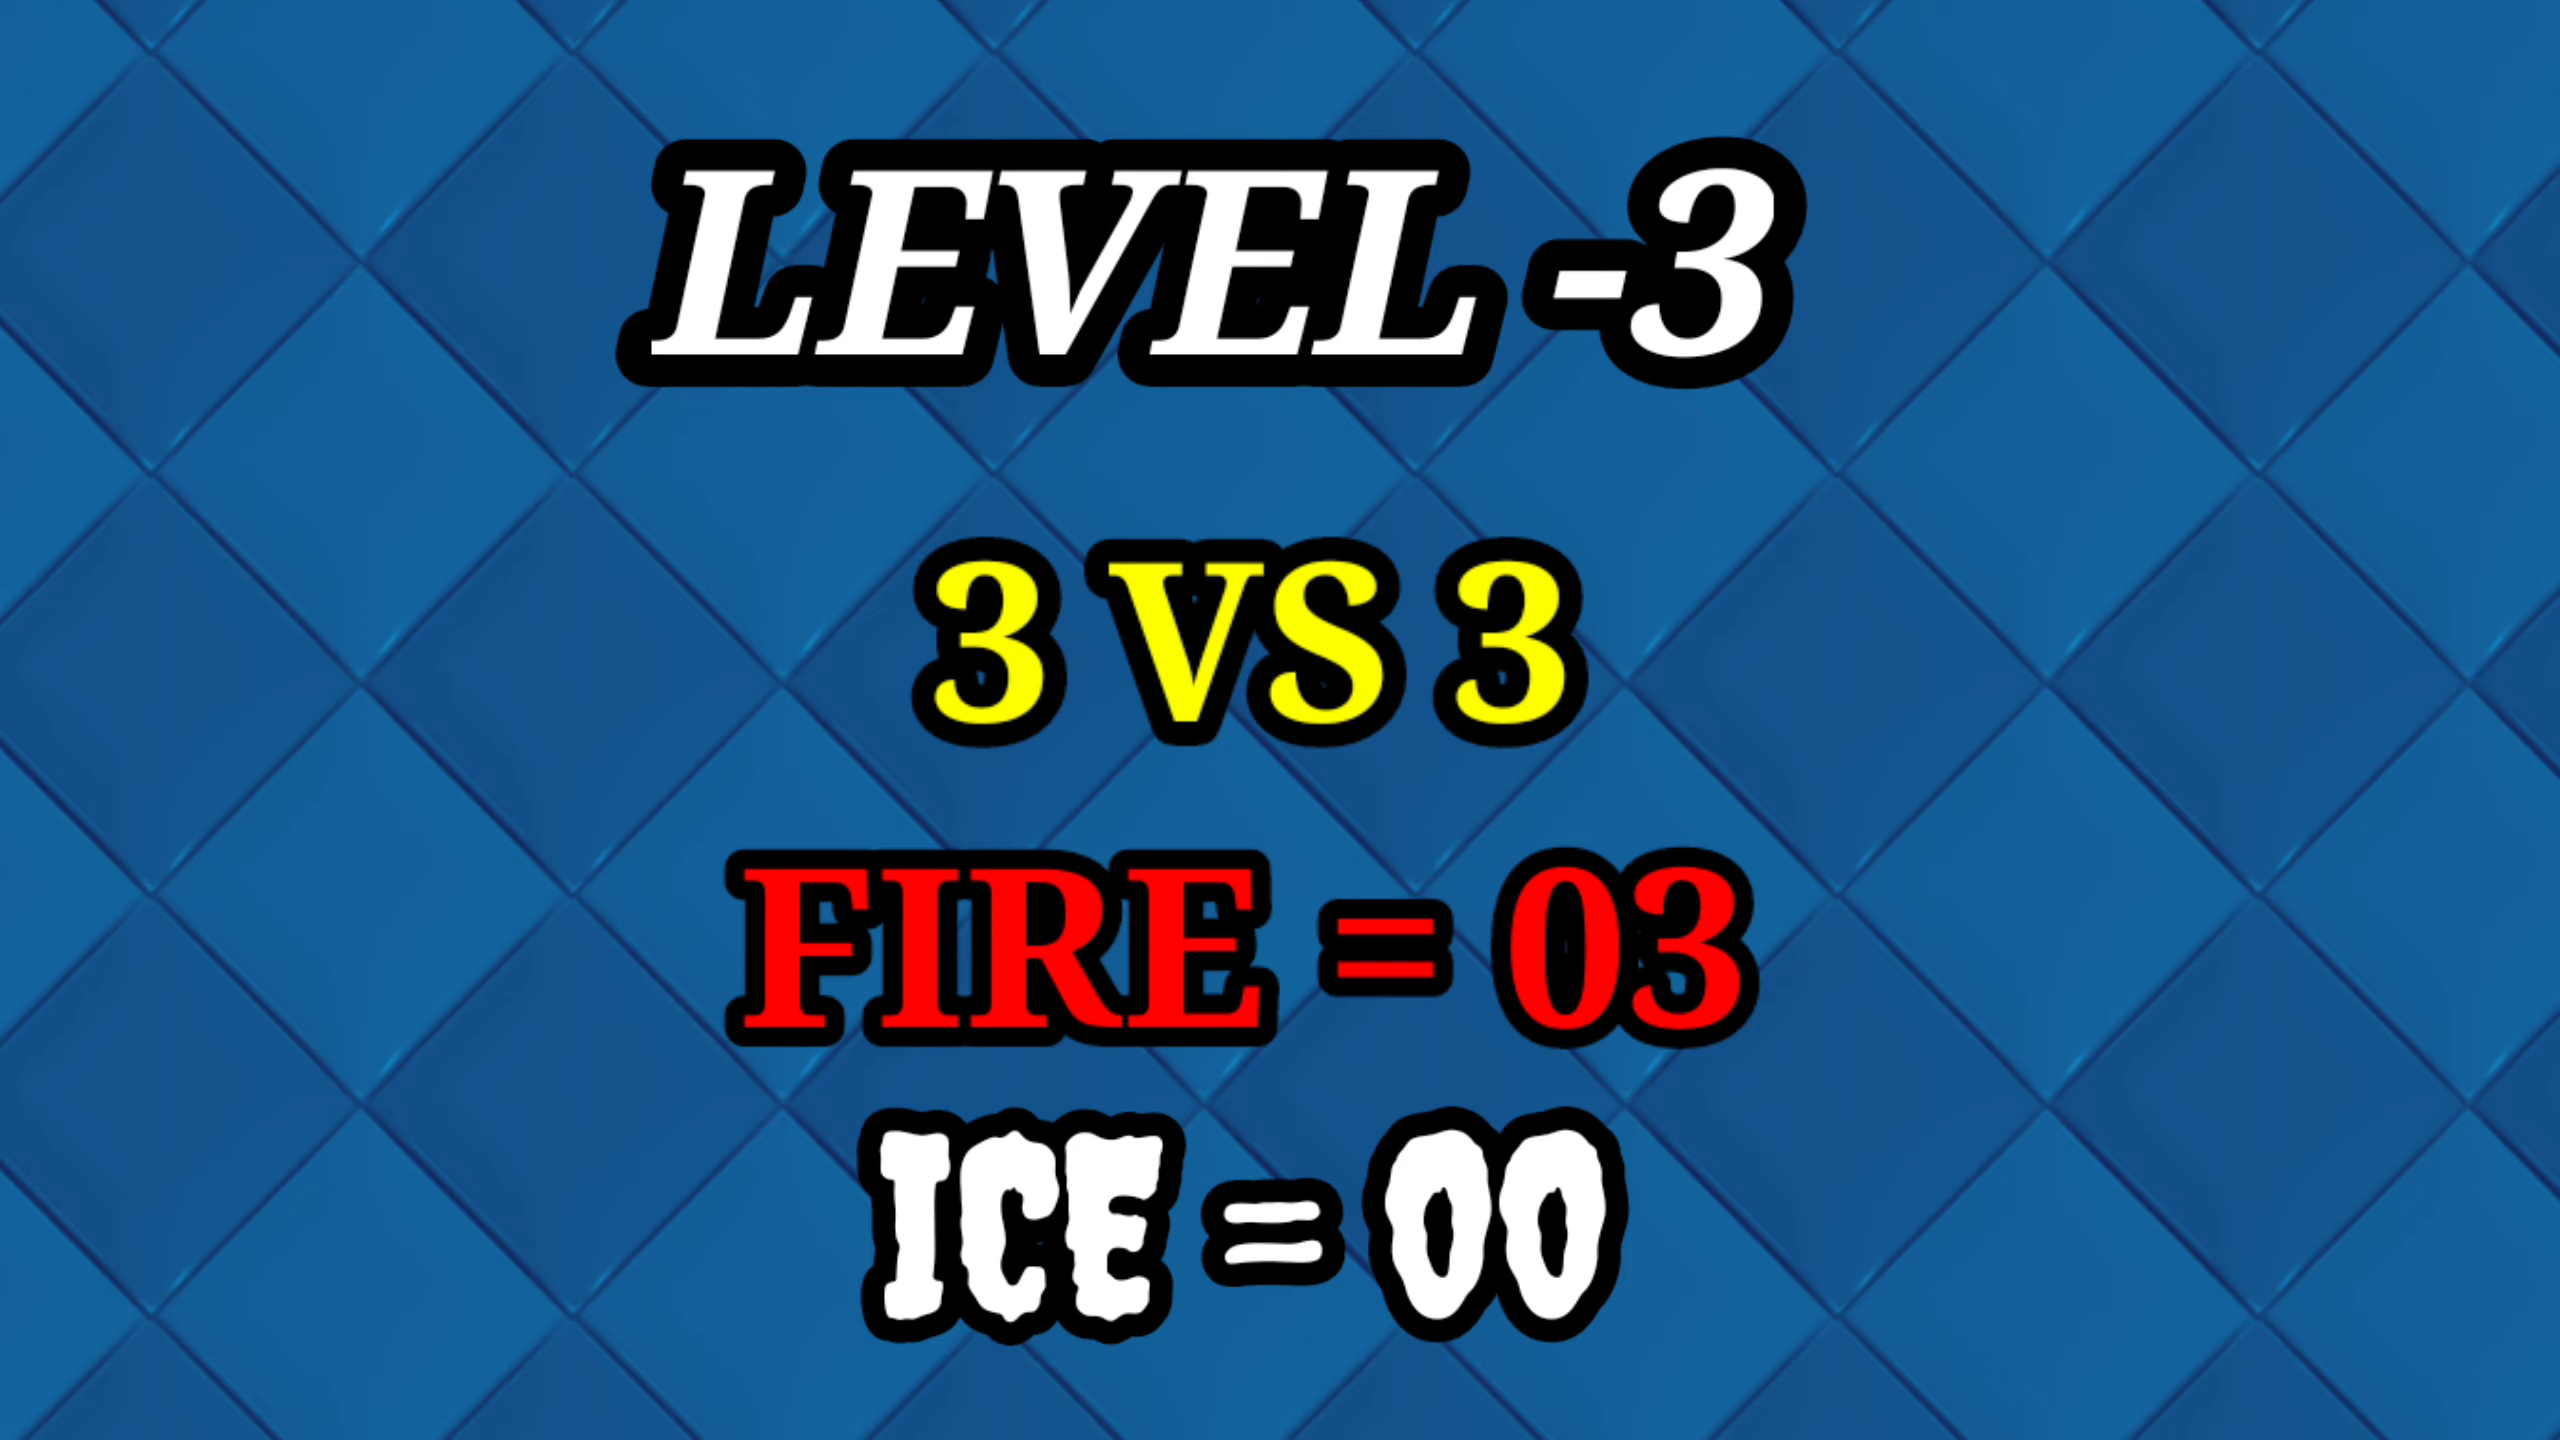 LEVEL -3
3 VS 3
FIRE = 03
ICE = 00